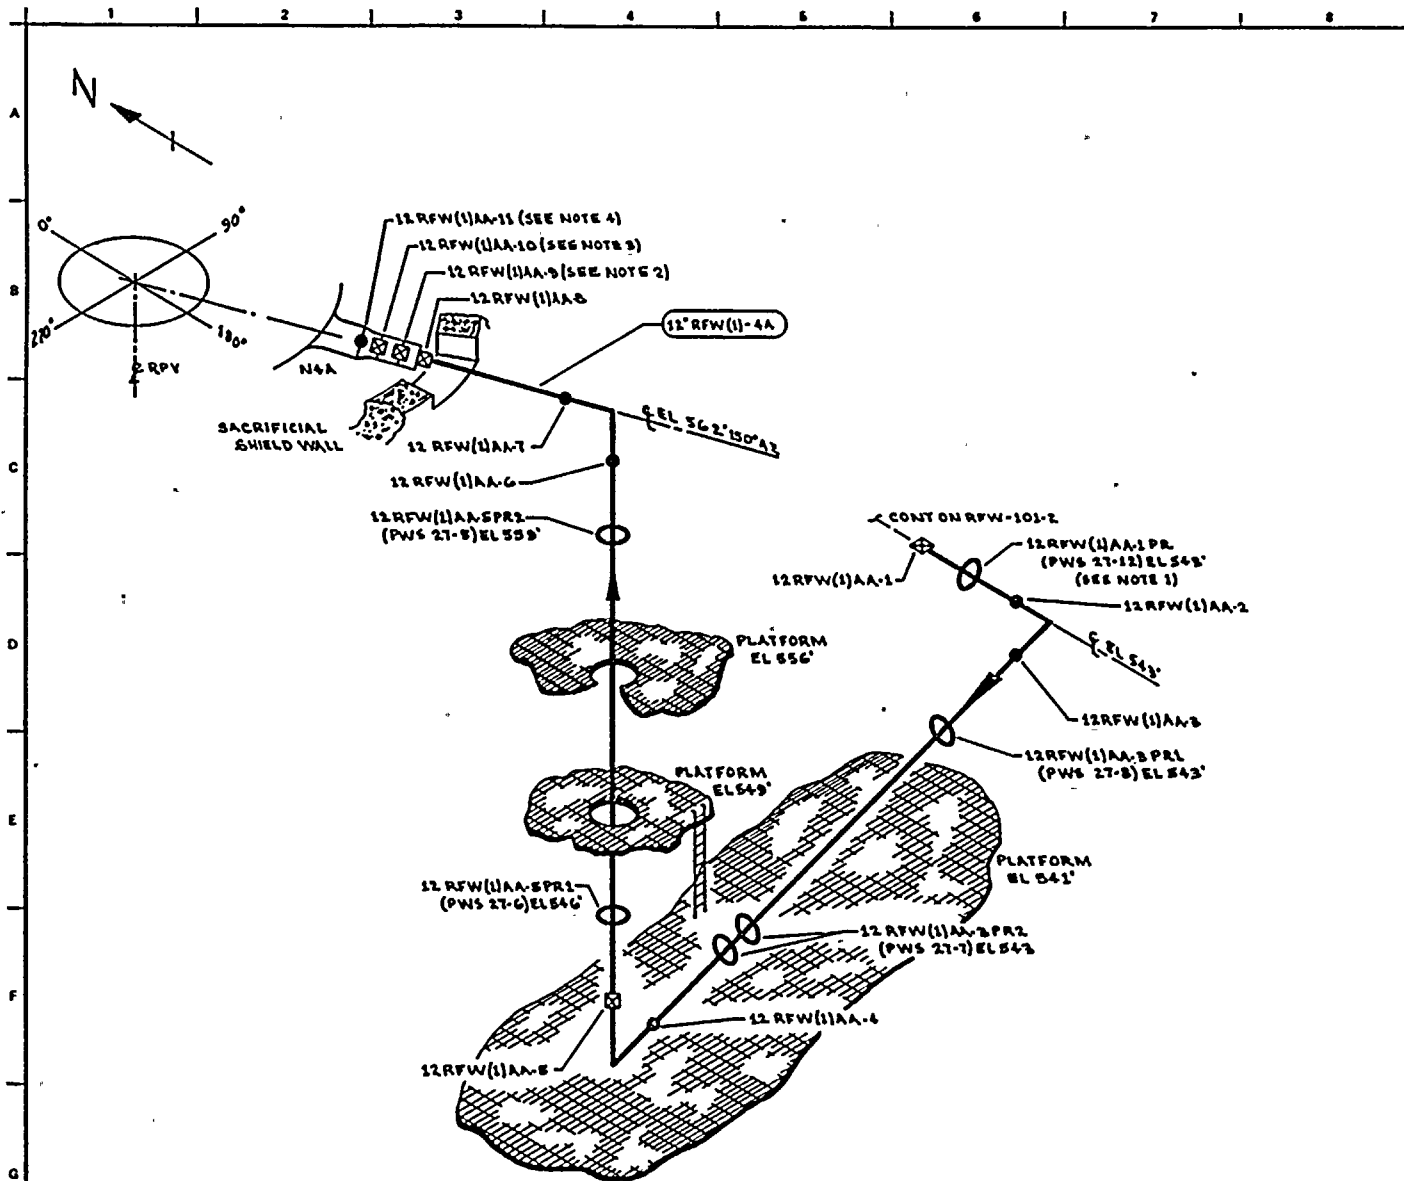 1 2 3 4 5 6 7 8
A
N
0°
90°
12 RFW(1)AA-11 (SEE NOTE 4)
12 RFW(1)AA-10 (SEE NOTE 3)
12 RFW(1)AA-9 (SEE NOTE 2)
12 RFW(1)AA-8
B
12" RFW(1)-4A
270°
180°
℄ RPV
N4A
SACRIFICIAL
SHIELD WALL
℄ EL 562' 150° AZ
12 RFW(1)AA-7
C
12 RFW(1)AA-6
12 RFW(1)AA-5PR2
(PWS 27-5) EL 559'
CONT ON RFW-101-2
12 RFW(1)AA-1 PR
(PWS 27-12) EL 543'
(SEE NOTE 1)
12 RFW(1)AA-1
12 RFW(1)AA-2
D
PLATFORM
EL 556'
℄ EL 543'
12 RFW(1)AA-3
12 RFW(1)AA-3 PR1
(PWS 27-8) EL 543'
PLATFORM
EL 549'
E
PLATFORM
EL 541'
12 RFW(1)AA-5PR1
(PWS 27-6) EL 546'
12 RFW(1)AA-3PR2
(PWS 27-7) EL 543
F
12 RFW(1)AA-4
12 RFW(1)AA-5
G